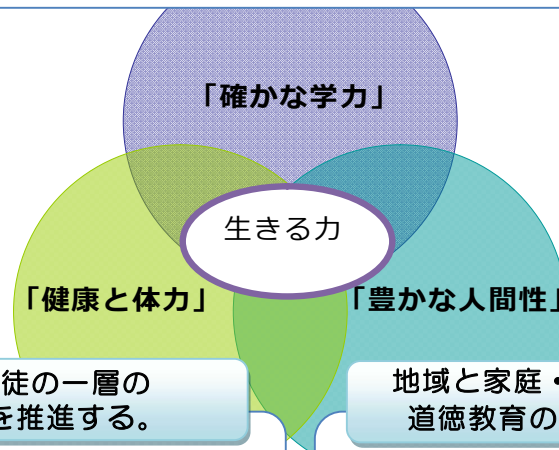 「確かな学力」
生きる力
「健康と体力」
「豊かな人間性」
徒の一層の
を推進する。
地域と家庭・
道徳教育の